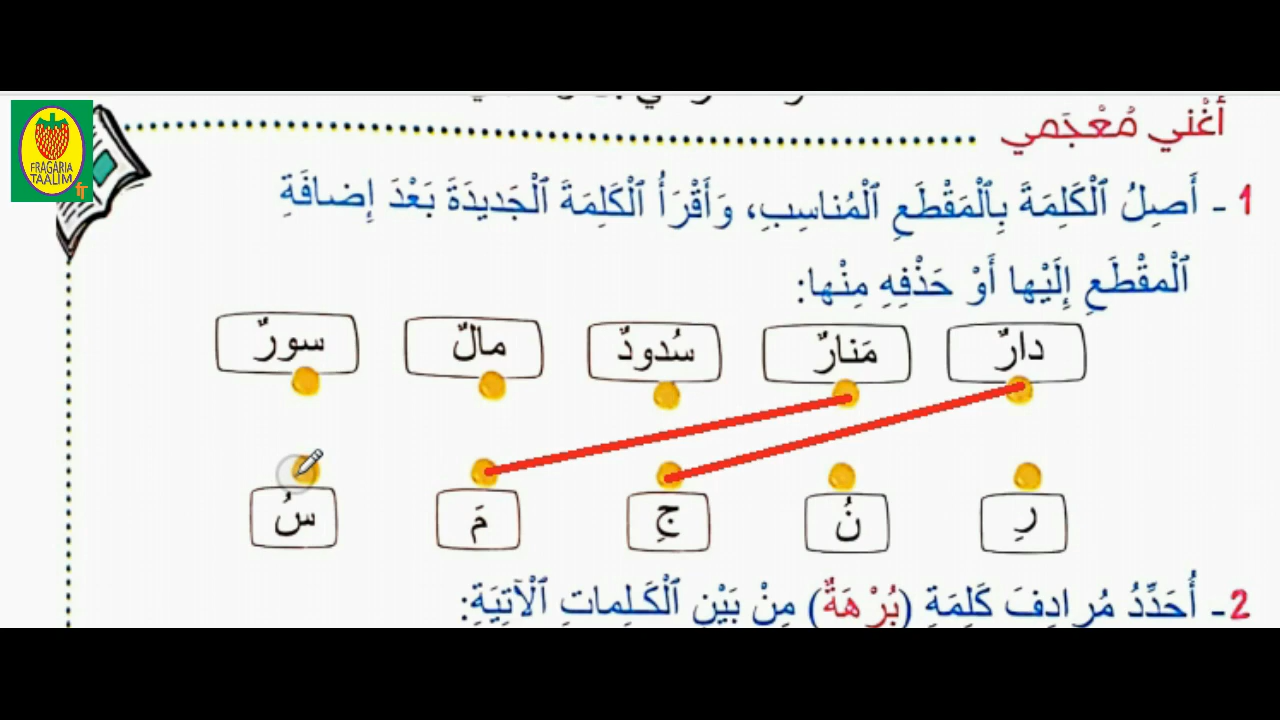 أَغْني مُعْجَمي
1 - أَصِلُ ٱلْكَلِمَةَ بِٱلْمَقْطَعِ ٱلْمُناسِبِ، وَأَقْرَأُ ٱلْكَلِمَةَ ٱلْجَديدَةَ بَعْدَ إِضافَةِ
ٱلْمقْطَعِ إِلَيْها أَوْ حَذْفِهِ مِنْها:
دارٌ مَنارٌ سُدودٌ مالٌ سورٌ
رِ نُ جِ مَ سُ
2 - أُحَدِّدُ مُرادِفَ كَلِمَةِ (بُرْهَةٌ) مِنْ بَيْنِ ٱلْكَلِماتِ ٱلْآتِيَةِ:
FRAGARIA
TAALIM
fr